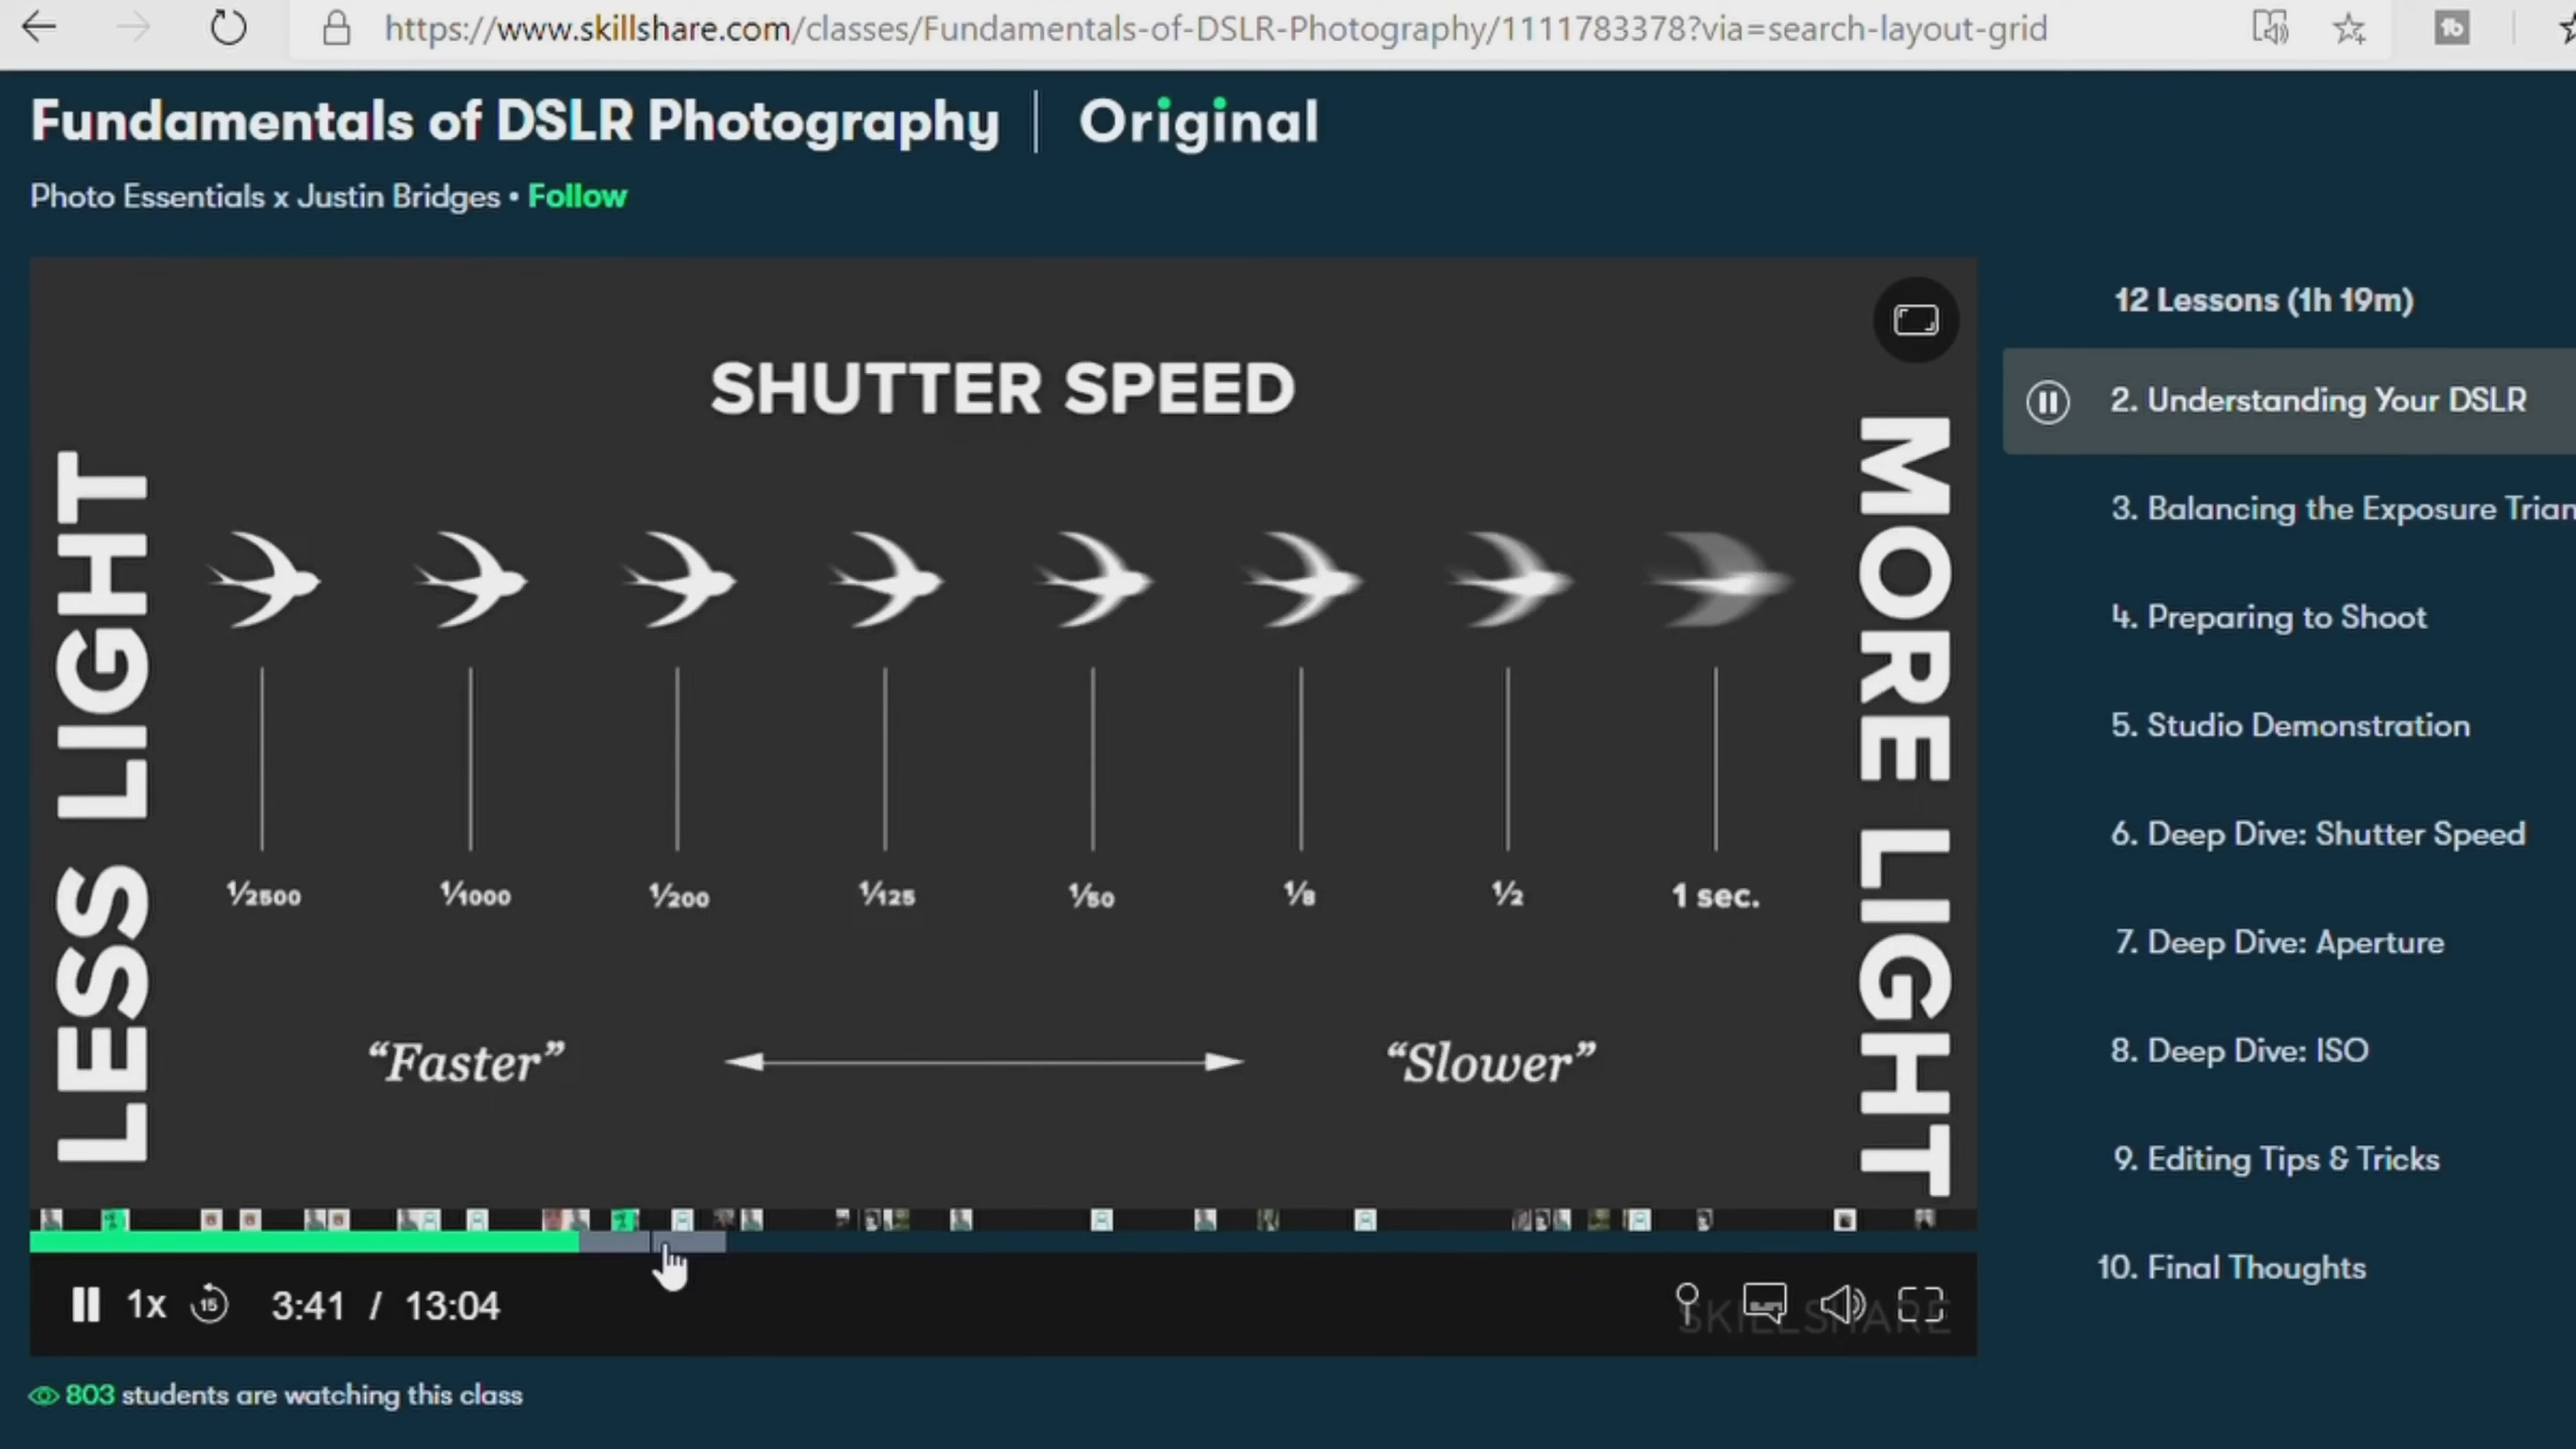 https://www.skillshare.com/classes/Fundamentals-of-DSLR-Photography/1111783378?via=search-layout-grid
Fundamentals of DSLR Photography | Original
Photo Essentials x Justin Bridges • Follow
SHUTTER SPEED
LESS LIGHT
MORE LIGHT
1/2500 1/1000 1/200 1/125 1/50 1/8 1/2 1 sec.
“Faster” “Slower”
1x 15 3:41 / 13:04
SKILLSHARE
803 students are watching this class
12 Lessons (1h 19m)
2. Understanding Your DSLR
3. Balancing the Exposure Trian
4. Preparing to Shoot
5. Studio Demonstration
6. Deep Dive: Shutter Speed
7. Deep Dive: Aperture
8. Deep Dive: ISO
9. Editing Tips & Tricks
10. Final Thoughts